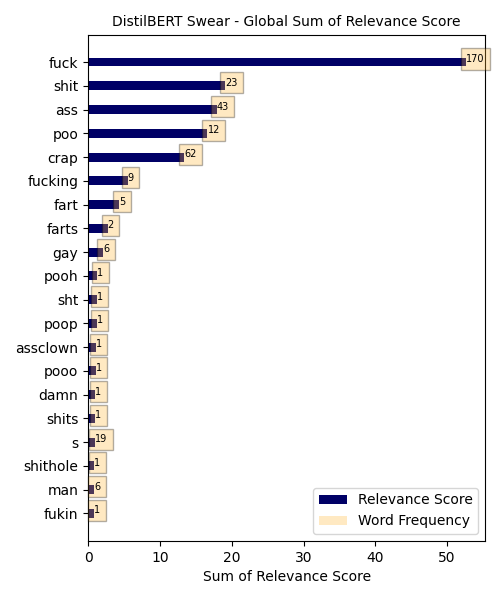 DistilBERT Swear - Global Sum of Relevance Score
fuck 170
shit 23
ass 43
poo 12
crap 62
fucking 9
fart 5
farts 2
gay 6
pooh 1
sht 1
poop 1
assclown 1
pooo 1
damn 1
shits 1
s 19
shithole 1
man 6
fukin 1
Relevance Score
Word Frequency
0 10 20 30 40 50
Sum of Relevance Score